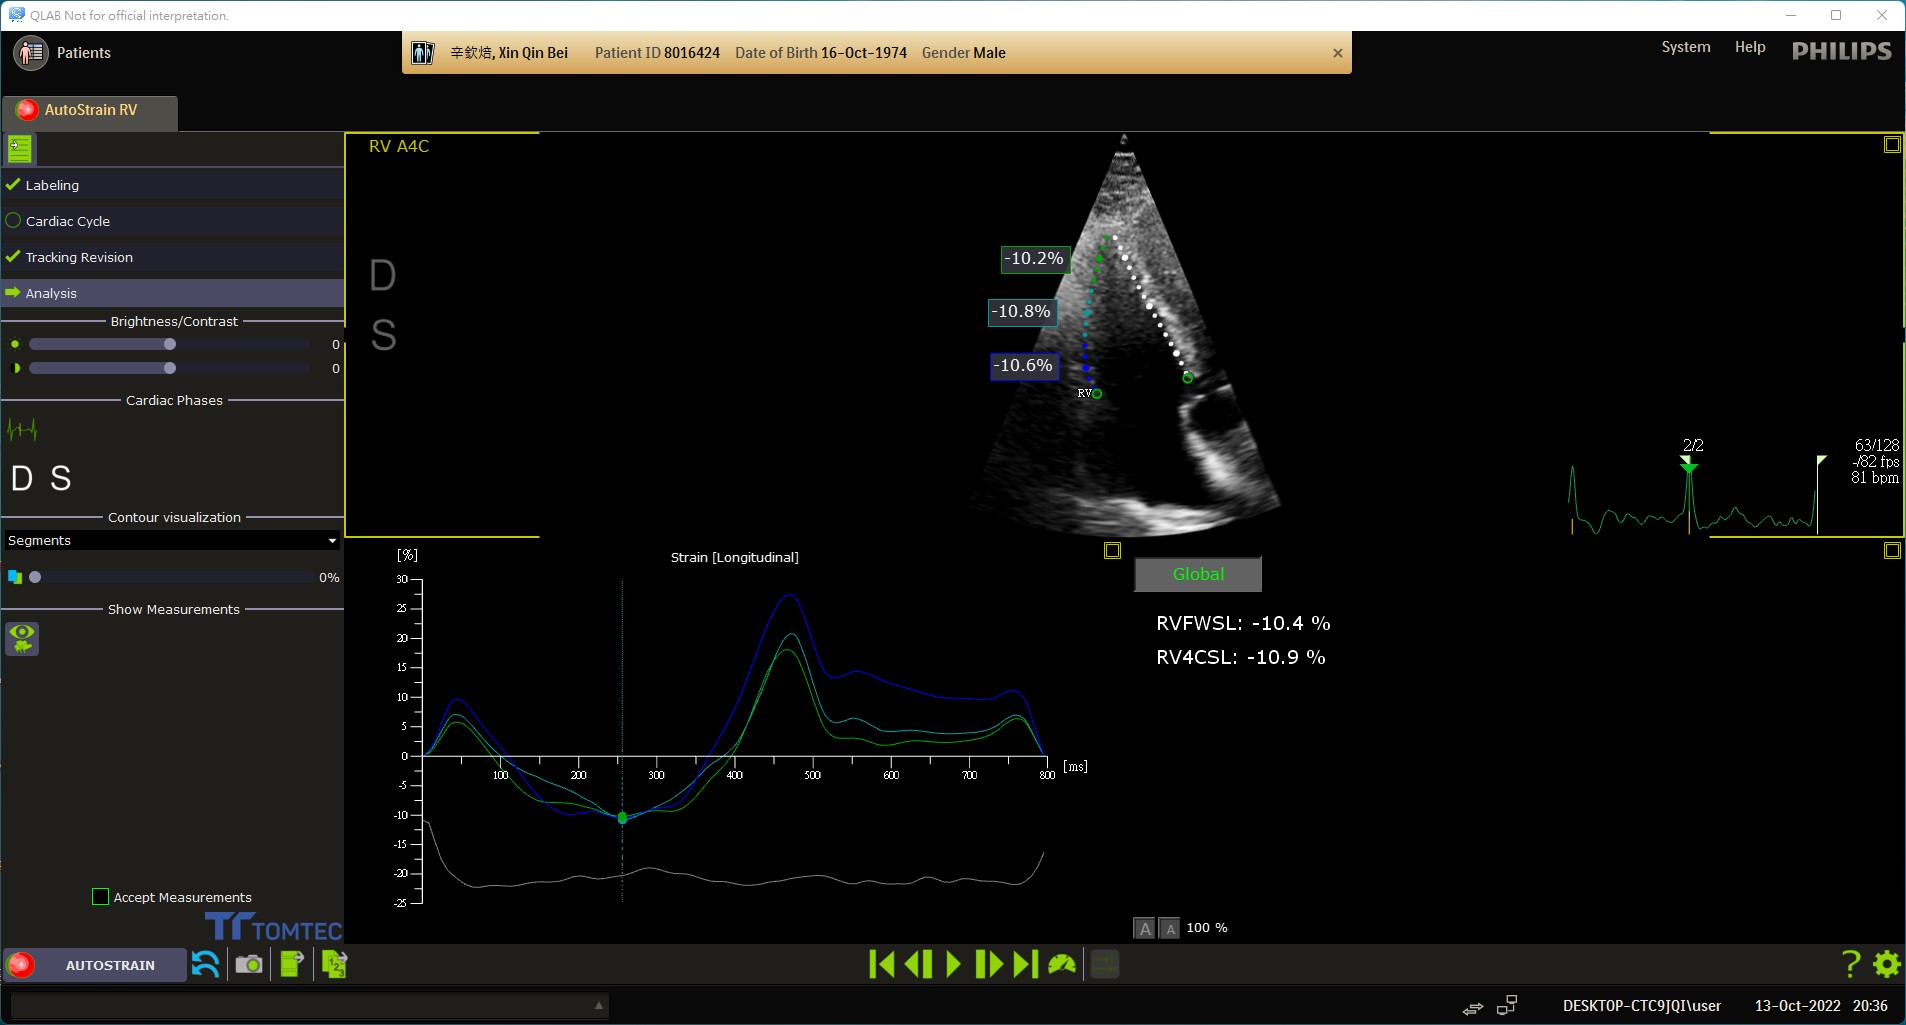 QLAB Not for official interpretation.
Patients
辛欽焙, Xin Qin Bei Patient ID 8016424 Date of Birth 16-Oct-1974 Gender Male
System Help PHILIPS
AutoStrain RV
Labeling
Cardiac Cycle
Tracking Revision
Analysis
Brightness/Contrast
0
0
Cardiac Phases
D S
Contour visualization
Segments
0%
Show Measurements
Accept Measurements
TOMTEC
RV A4C
D
S
-10.2%
-10.8%
-10.6%
RV
2/2
63/128
-/82 fps
81 bpm
[%]
Strain [Longitudinal]
30
25
20
15
10
5
0
-5
-10
-15
-20
-25
100 200 300 400 500 600 700 800 [ms]
Global
RVFWSL: -10.4 %
RV4CSL: -10.9 %
A A 100 %
AUTOSTRAIN
1 2 3
?
DESKTOP-CTC9JQI\user 13-Oct-2022 20:36